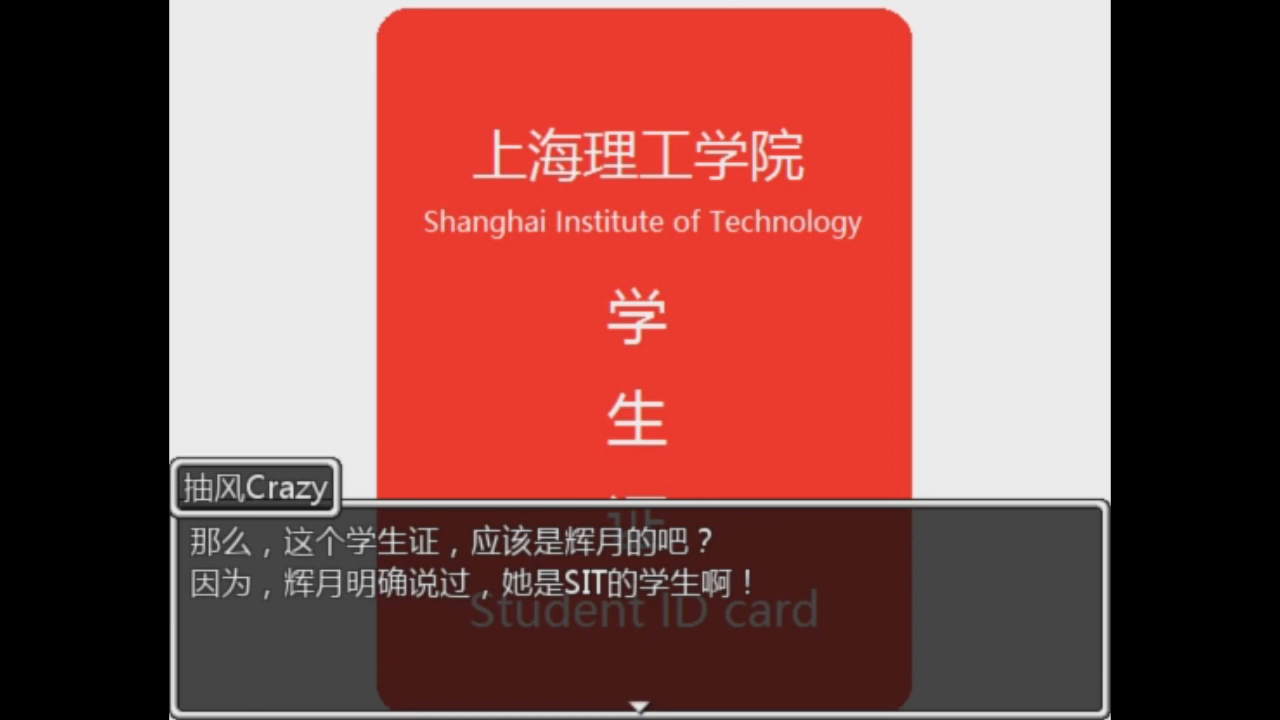 上海理工学院
Shanghai Institute of Technology
学
生
证
Student ID card
抽风Crazy
那么，这个学生证，应该是辉月的吧？
因为，辉月明确说过，她是SIT的学生啊！